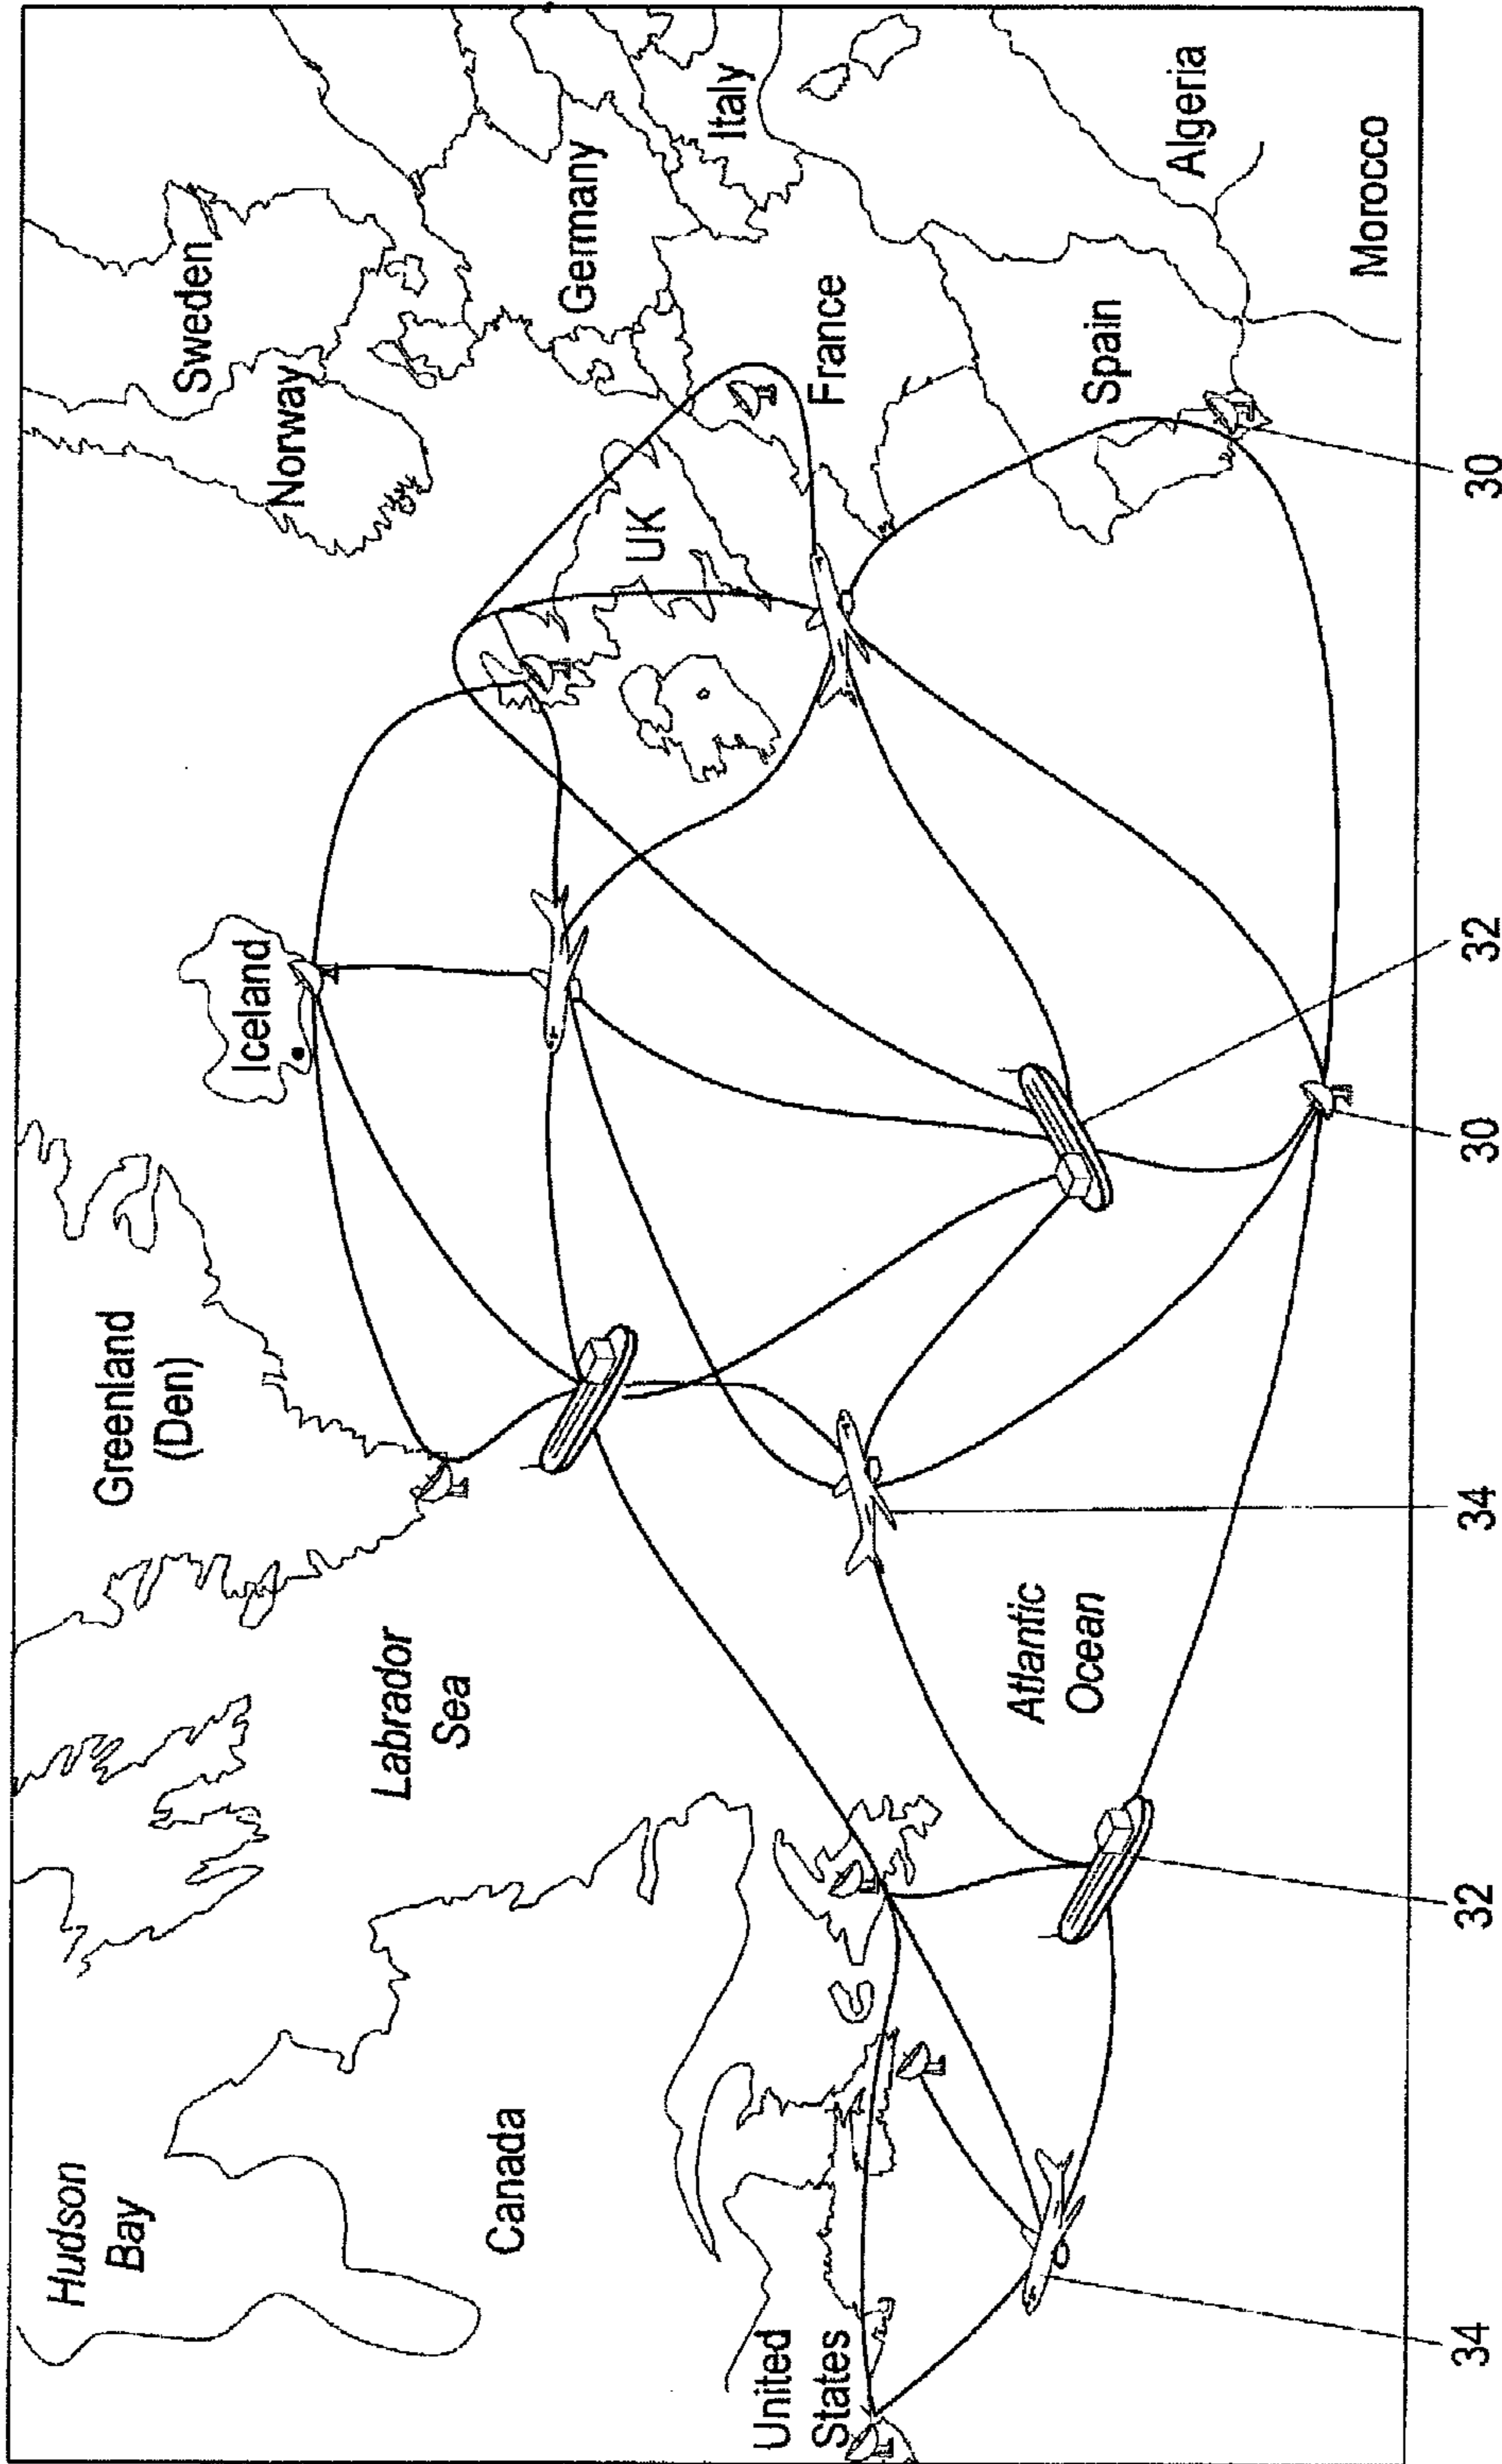 Hudson
Bay
Greenland
(Den)
Iceland
Sweden
Norway
Labrador
Sea
Canada
UK
Germany
United
States
France
Italy
Atlantic
Ocean
Spain
Algeria
Morocco
34
32
34
30
32
30